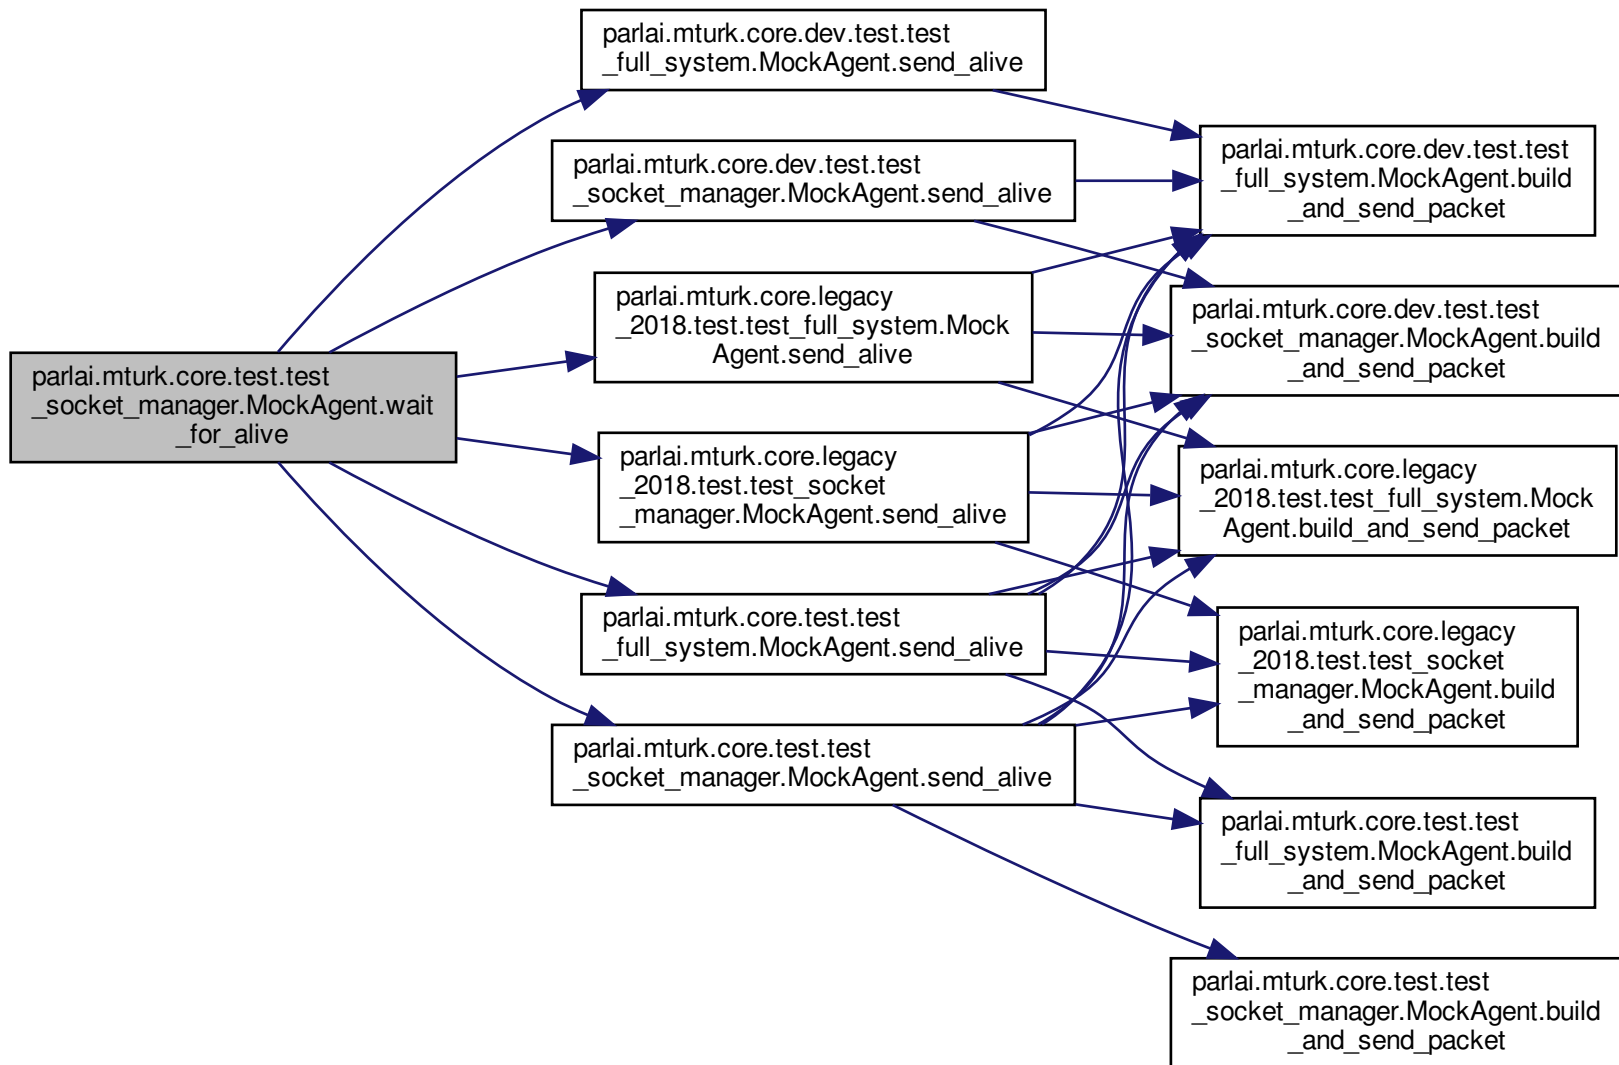 parlai.mturk.core.test.test
_socket_manager.MockAgent.wait
_for_alive
parlai.mturk.core.dev.test.test
_full_system.MockAgent.send_alive
parlai.mturk.core.dev.test.test
_socket_manager.MockAgent.send_alive
parlai.mturk.core.legacy
_2018.test.test_full_system.Mock
Agent.send_alive
parlai.mturk.core.legacy
_2018.test.test_socket
_manager.MockAgent.send_alive
parlai.mturk.core.test.test
_full_system.MockAgent.send_alive
parlai.mturk.core.test.test
_socket_manager.MockAgent.send_alive
parlai.mturk.core.dev.test.test
_full_system.MockAgent.build
_and_send_packet
parlai.mturk.core.dev.test.test
_socket_manager.MockAgent.build
_and_send_packet
parlai.mturk.core.legacy
_2018.test.test_full_system.Mock
Agent.build_and_send_packet
parlai.mturk.core.legacy
_2018.test.test_socket
_manager.MockAgent.build
_and_send_packet
parlai.mturk.core.test.test
_full_system.MockAgent.build
_and_send_packet
parlai.mturk.core.test.test
_socket_manager.MockAgent.build
_and_send_packet